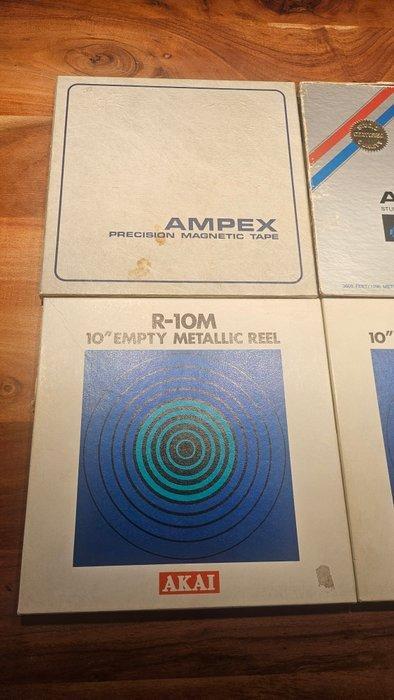 AMPEX
PRECISION MAGNETIC TAPE
R-10M
10" EMPTY METALLIC REEL
AKAI
10"